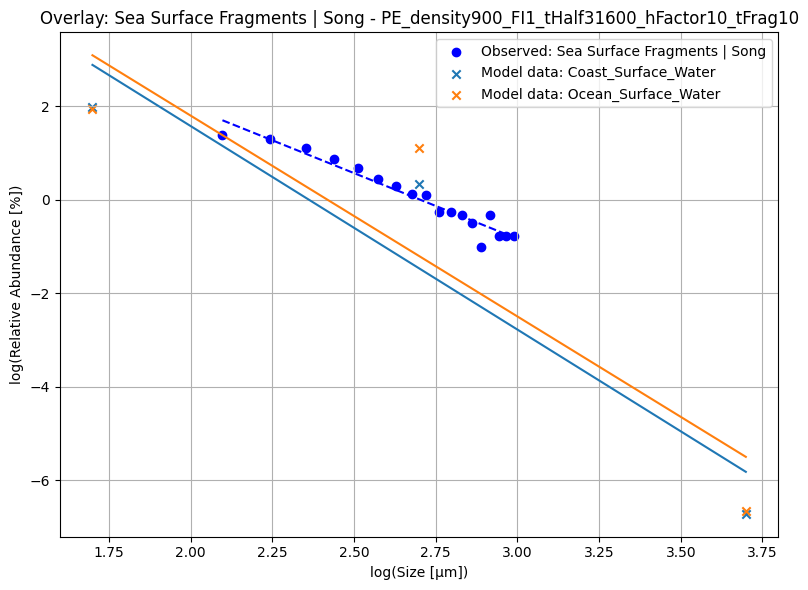 Overlay: Sea Surface Fragments | Song - PE_density900_FI1_tHalf31600_hFactor10_tFrag10
Observed: Sea Surface Fragments | Song
Model data: Coast_Surface_Water
Model data: Ocean_Surface_Water
log(Relative Abundance [%])
2
0
−2
−4
−6
1.75
2.00
2.25
2.50
2.75
3.00
3.25
3.50
3.75
log(Size [µm])